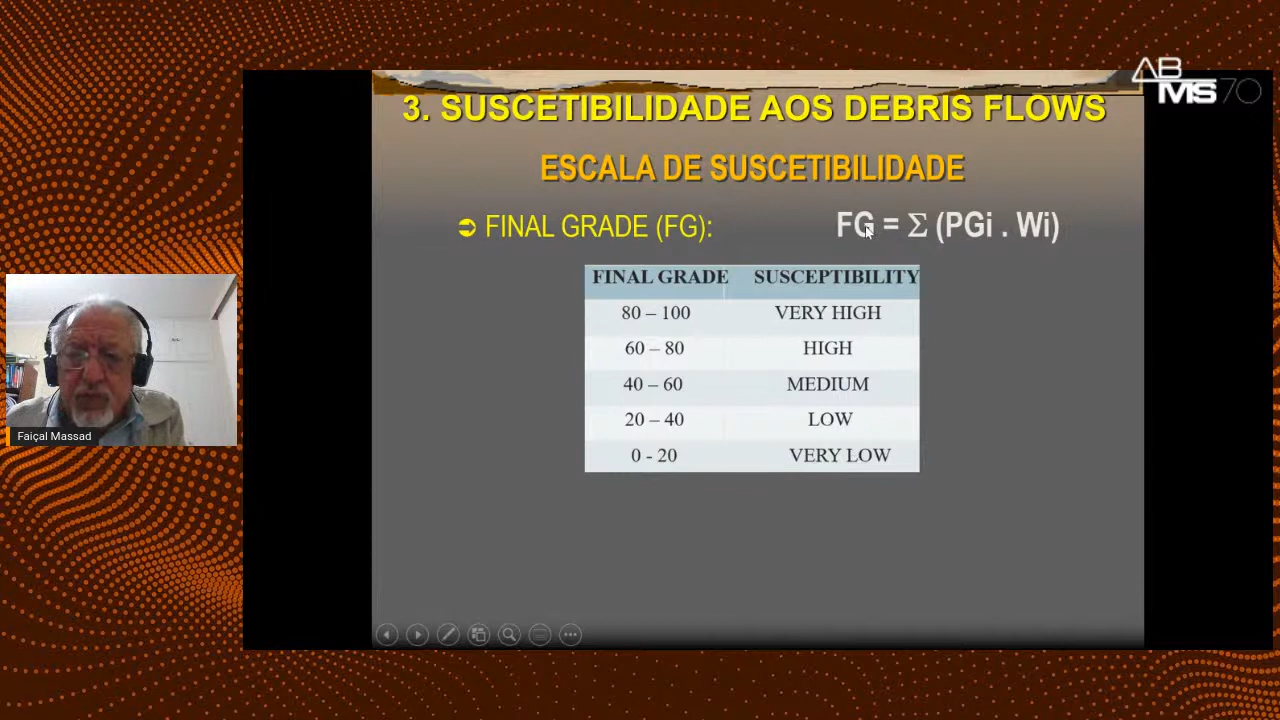 ABMS70
3. SUSCETIBILIDADE AOS DEBRIS FLOWS
ESCALA DE SUSCETIBILIDADE
➲ FINAL GRADE (FG): FG = Σ (PGi . Wi)
FINAL GRADE SUSCEPTIBILITY
80 – 100 VERY HIGH
60 – 80 HIGH
40 – 60 MEDIUM
20 – 40 LOW
0 - 20 VERY LOW
Faiçal Massad